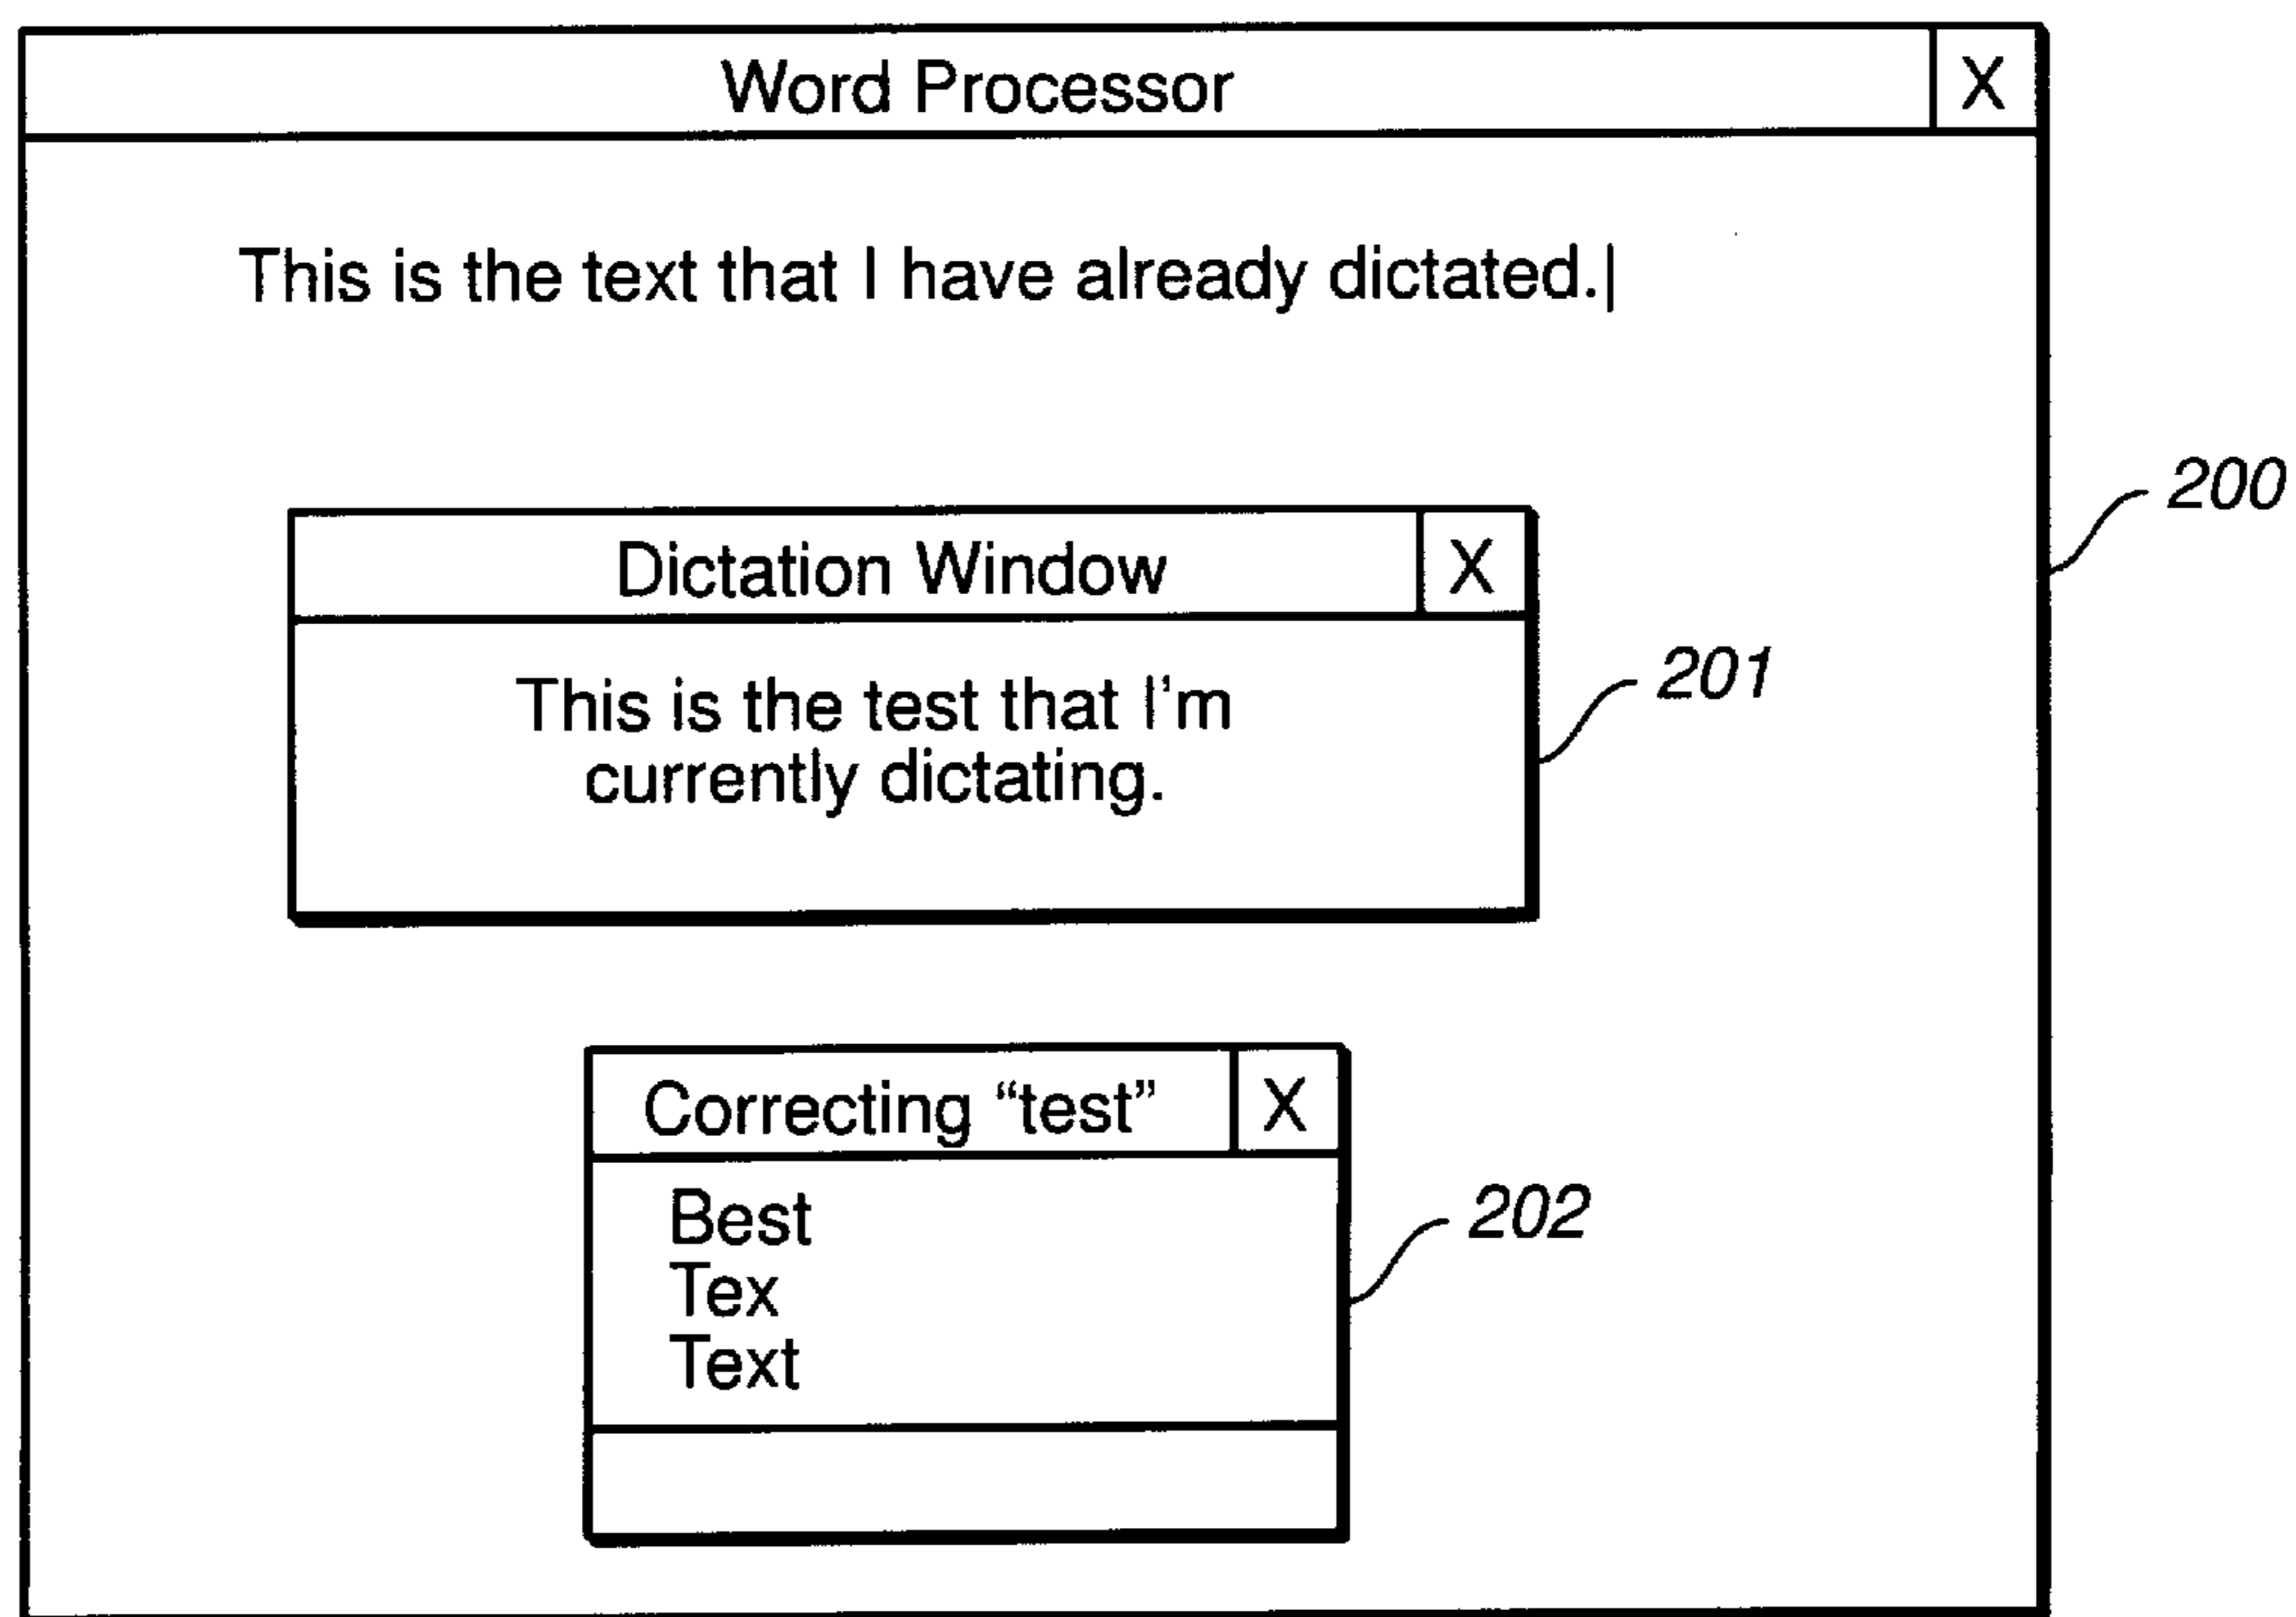 Word Processor X
This is the text that I have already dictated.
200
Dictation Window X
201
This is the test that I'm
currently dictating.
Correcting “test” X
Best
202
Tex
Text